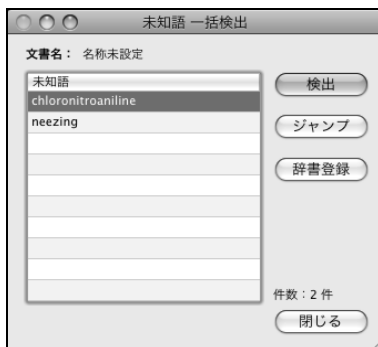 未知語 一括検出
文書名： 名称未設定
未知語
chloronitroaniline
neezing
検出
ジャンプ
辞書登録
件数：2 件
閉じる